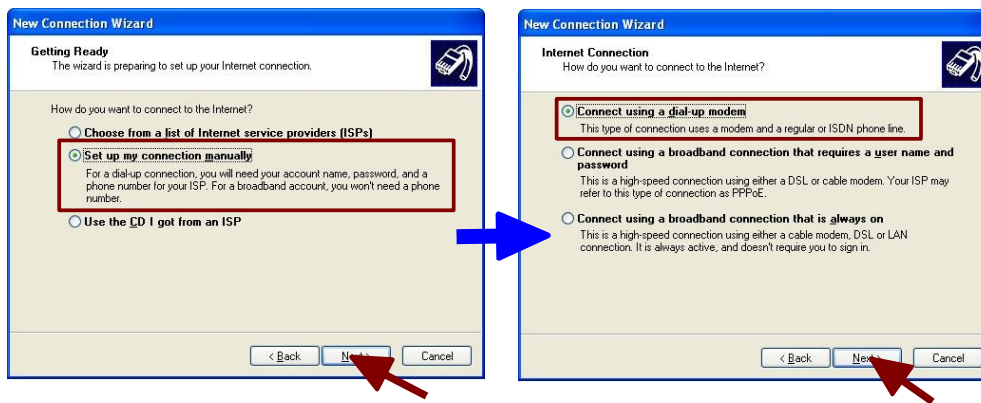 New Connection Wizard
Getting Ready
The wizard is preparing to set up your Internet connection.
How do you want to connect to the Internet?
Choose from a list of Internet service providers (ISPs)
Set up my connection manually
For a dial-up connection, you will need your account name, password, and a
phone number for your ISP. For a broadband account, you won't need a phone
number.
Use the CD I got from an ISP
< Back
Next >
Cancel
New Connection Wizard
Internet Connection
How do you want to connect to the Internet?
Connect using a dial-up modem
This type of connection uses a modem and a regular or ISDN phone line.
Connect using a broadband connection that requires a user name and
password
This is a high-speed connection using either a DSL or cable modem. Your ISP may
refer to this type of connection as PPPoE.
Connect using a broadband connection that is always on
This is a high-speed connection using either a cable modem, DSL or LAN
connection. It is always active, and doesn't require you to sign in.
< Back
Next >
Cancel